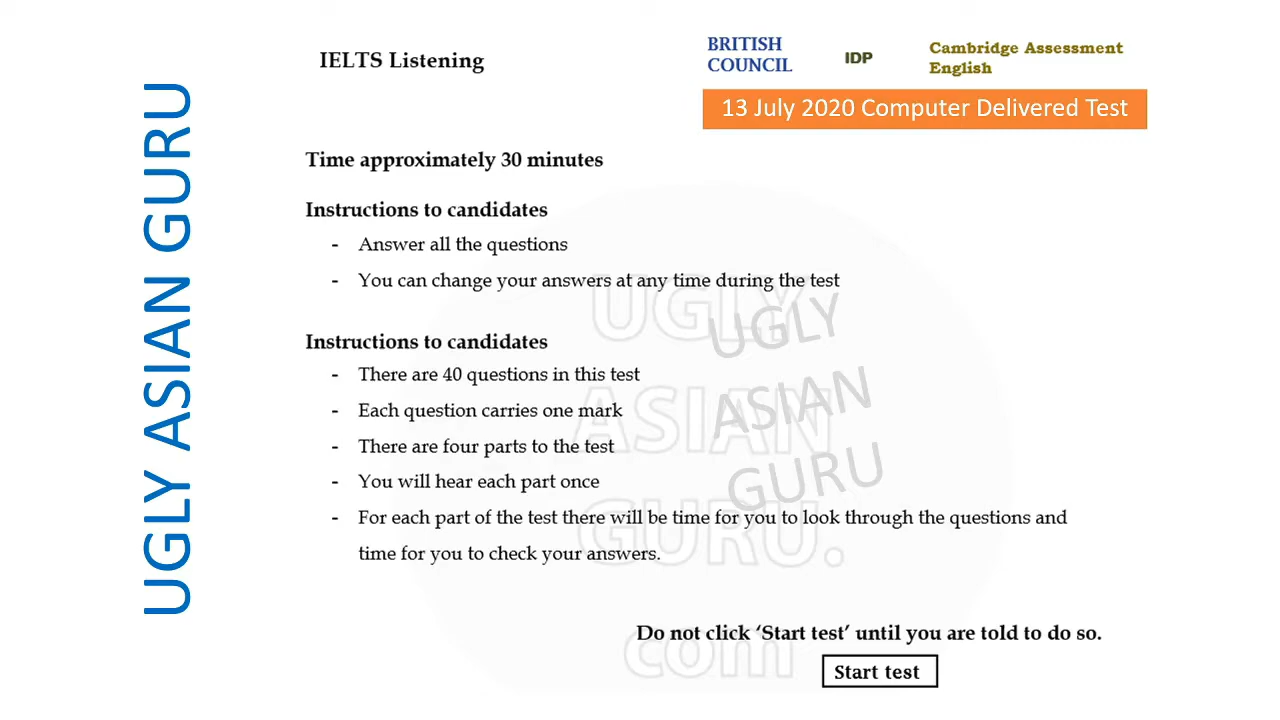 IELTS Listening
BRITISH
COUNCIL
IDP
Cambridge Assessment
English
13 July 2020 Computer Delivered Test
UGLY ASIAN GURU
Time approximately 30 minutes
Instructions to candidates
- Answer all the questions
- You can change your answers at any time during the test
Instructions to candidates
- There are 40 questions in this test
- Each question carries one mark
- There are four parts to the test
- You will hear each part once
- For each part of the test there will be time for you to look through the questions and
time for you to check your answers.
UGLY
ASIAN
GURU.
com
UGLY
ASIAN
GURU
Do not click ‘Start test’ until you are told to do so.
Start test